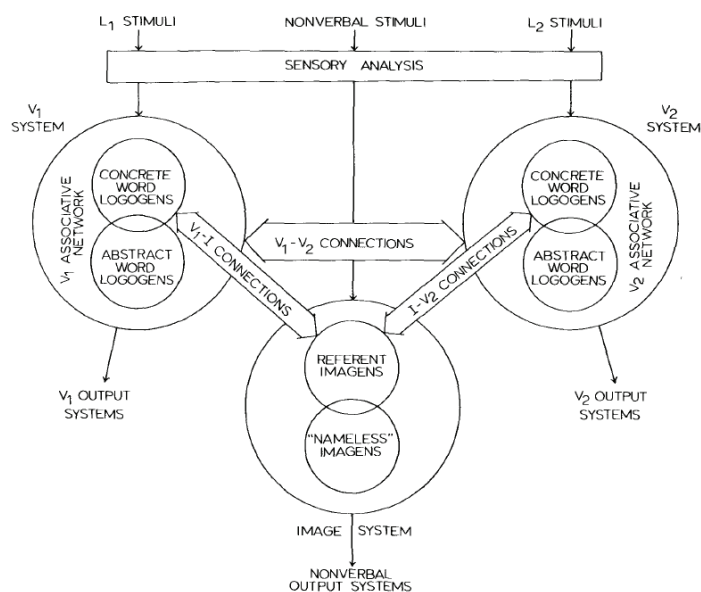 L₁ STIMULI
NONVERBAL STIMULI
L₂ STIMULI
SENSORY ANALYSIS
V₁
SYSTEM
V₂
SYSTEM
CONCRETE
WORD
LOGOGENS
ABSTRACT
WORD
LOGOGENS
V₁ ASSOCIATIVE
NETWORK
V₁-I CONNECTIONS
V₁-V₂ CONNECTIONS
I-V₂ CONNECTIONS
CONCRETE
WORD
LOGOGENS
ABSTRACT
WORD
LOGOGENS
V₂ ASSOCIATIVE
NETWORK
REFERENT
IMAGENS
"NAMELESS"
IMAGENS
V₁ OUTPUT
SYSTEMS
V₂ OUTPUT
SYSTEMS
IMAGE SYSTEM
NONVERBAL
OUTPUT SYSTEMS